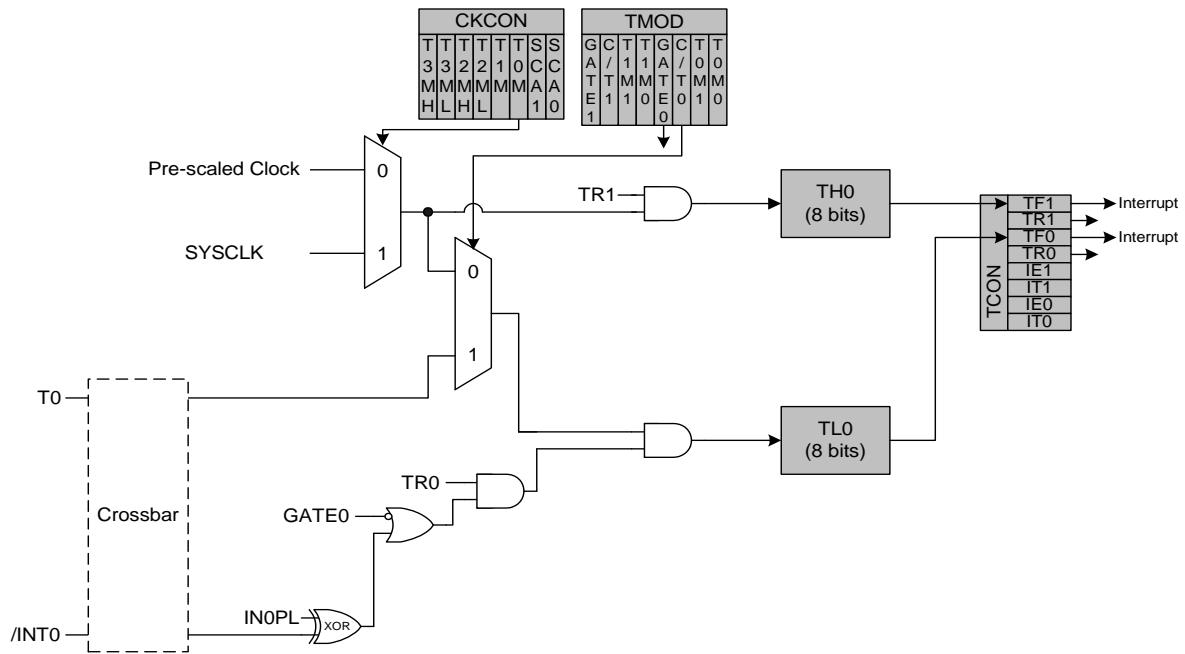 CKCON
TMOD
T3MH
T3ML
T2MH
T2ML
T1M
T0M
SCA1
SCA0
GATE1
C/T1
T1M1
T1M0
GATE0
C/T0
T0M1
T0M0
Pre-scaled Clock
0
SYSCLK
1
TR1
TH0
(8 bits)
TCON
TF1
TR1
TF0
TR0
IE1
IT1
IE0
IT0
Interrupt
Interrupt
0
1
T0
Crossbar
TL0
(8 bits)
TR0
GATE0
IN0PL
XOR
/INT0